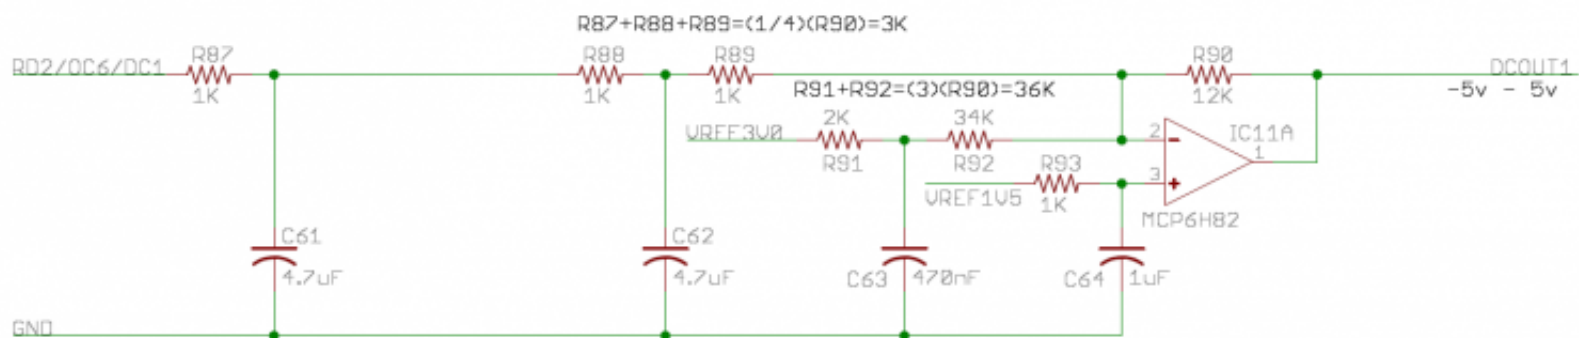 R87+R88+R89=(1/4)(R90)=3K
RD2/OC6/DC1
R87
1K
R88
1K
R89
1K
R90
12K
DCOUT1
-5v - 5v
R91+R92=(3)(R90)=36K
VREF3V0
2K
R91
34K
R92
VREF1V5
R93
1K
2
3
1
IC11A
MCP6H82
C61
4.7uF
C62
4.7uF
C63
470nF
C64
1uF
GND